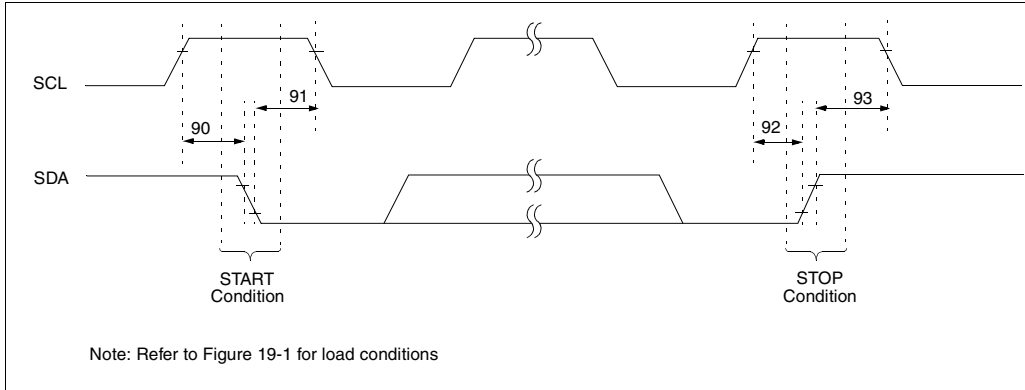 SCL
91
93
90
92
SDA
START
Condition
STOP
Condition
Note: Refer to Figure 19-1 for load conditions